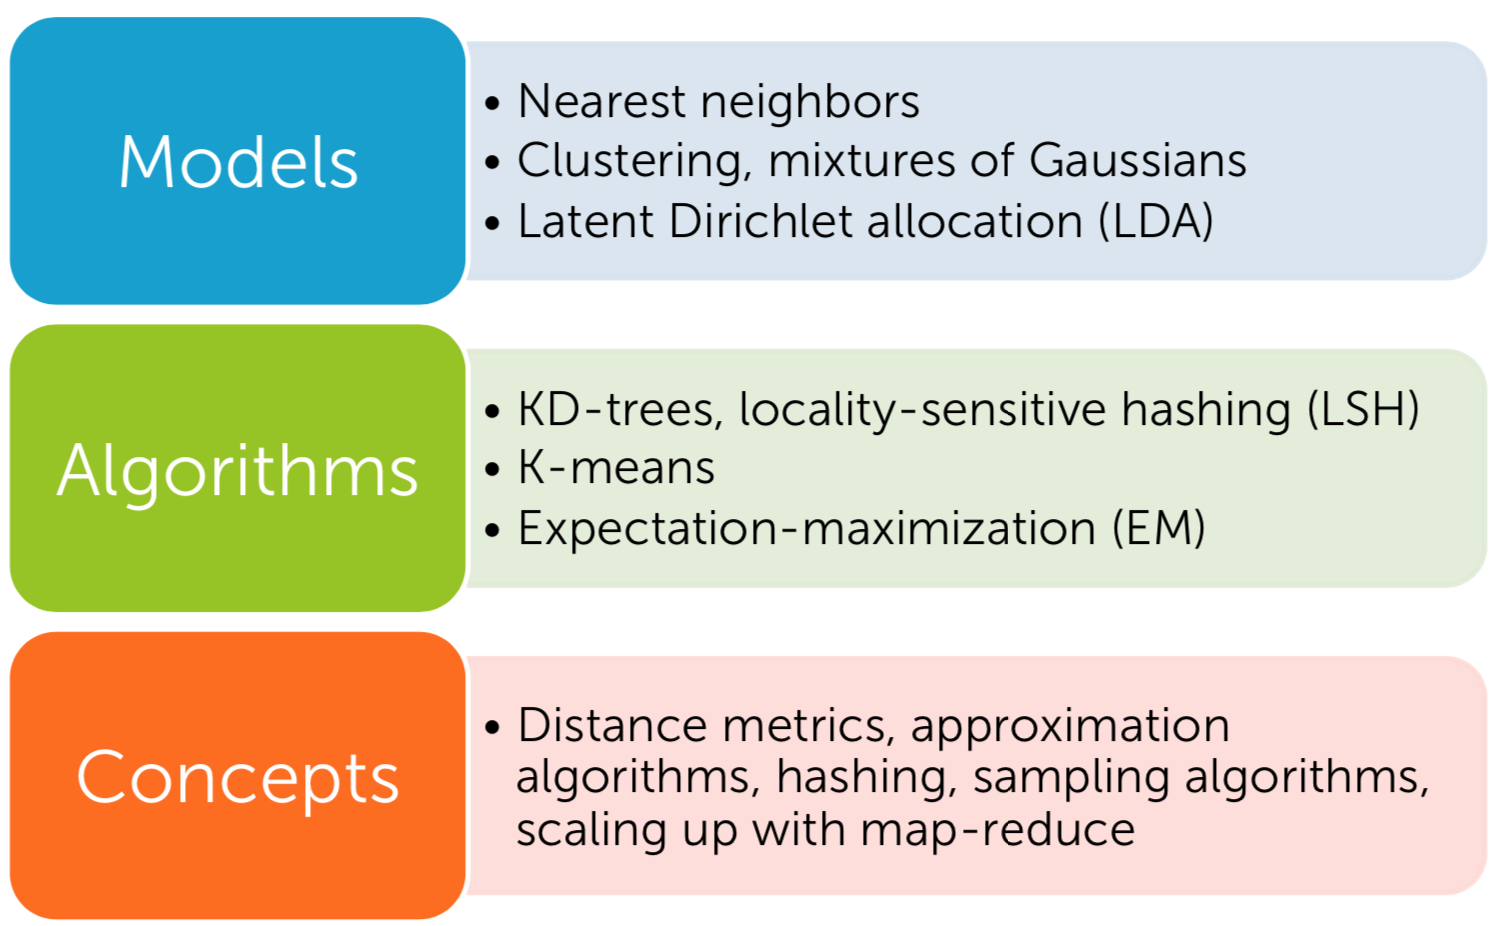 Models
• Nearest neighbors
• Clustering, mixtures of Gaussians
• Latent Dirichlet allocation (LDA)
Algorithms
• KD-trees, locality-sensitive hashing (LSH)
• K-means
• Expectation-maximization (EM)
Concepts
• Distance metrics, approximation
algorithms, hashing, sampling algorithms,
scaling up with map-reduce